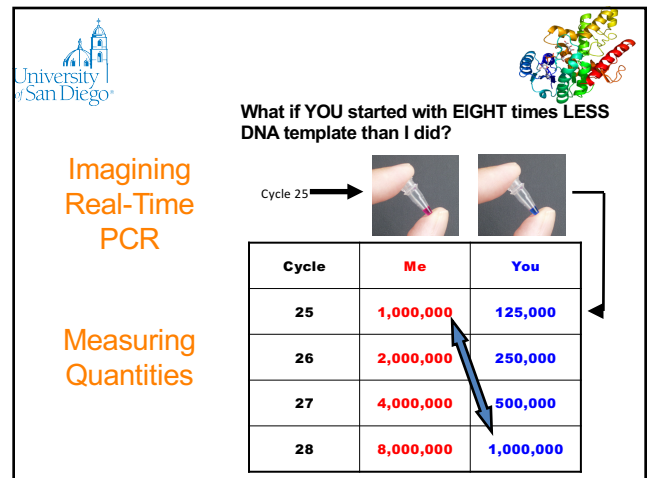 University
of San Diego®
What if YOU started with EIGHT times LESS
DNA template than I did?
Imagining
Real-Time
PCR
Cycle 25
Measuring
Quantities
Cycle Me You
25 1,000,000 125,000
26 2,000,000 250,000
27 4,000,000 500,000
28 8,000,000 1,000,000